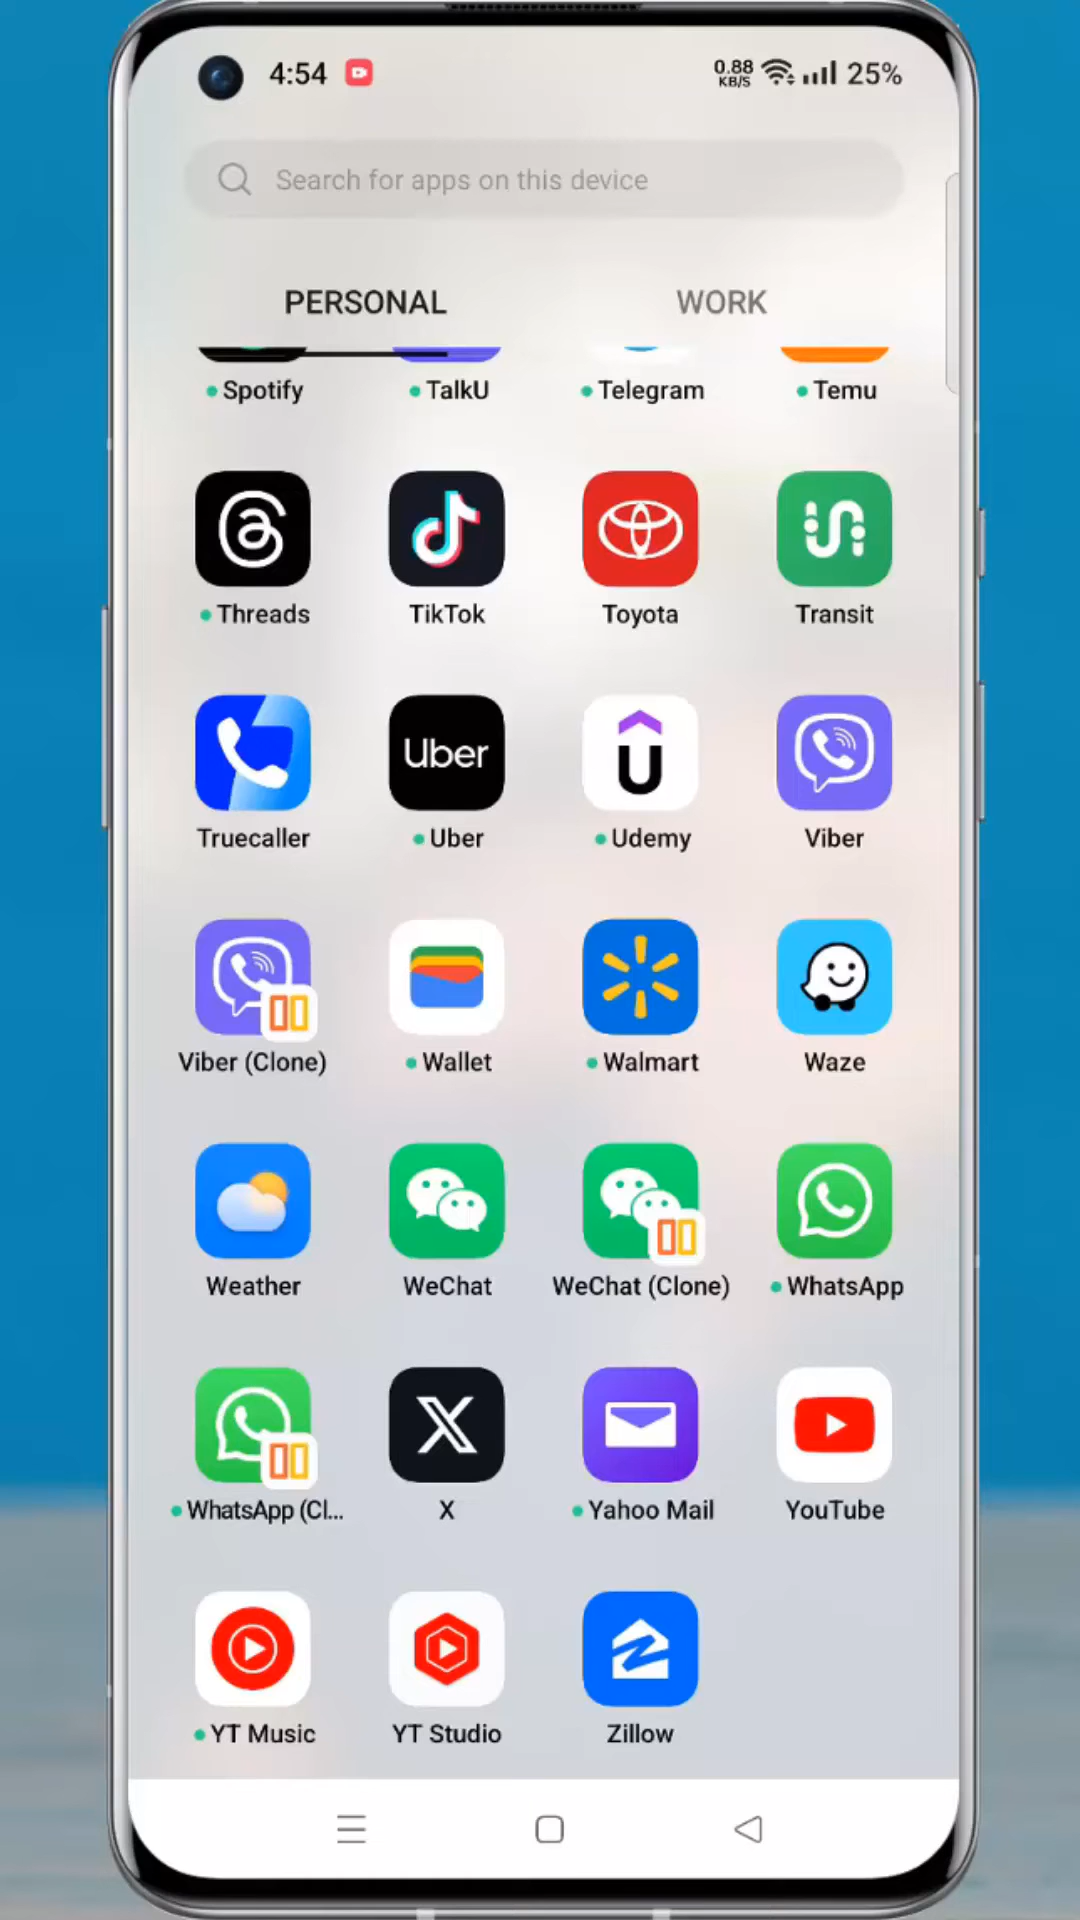 4:54
0.88
KB/S
25%
Search for apps on this device
PERSONAL WORK
Spotify TalkU Telegram Temu
Threads TikTok Toyota Transit
Uber
Truecaller Uber Udemy Viber
Viber (Clone) Wallet Walmart Waze
Weather WeChat WeChat (Clone) WhatsApp
WhatsApp (Cl... X Yahoo Mail YouTube
YT Music YT Studio Zillow